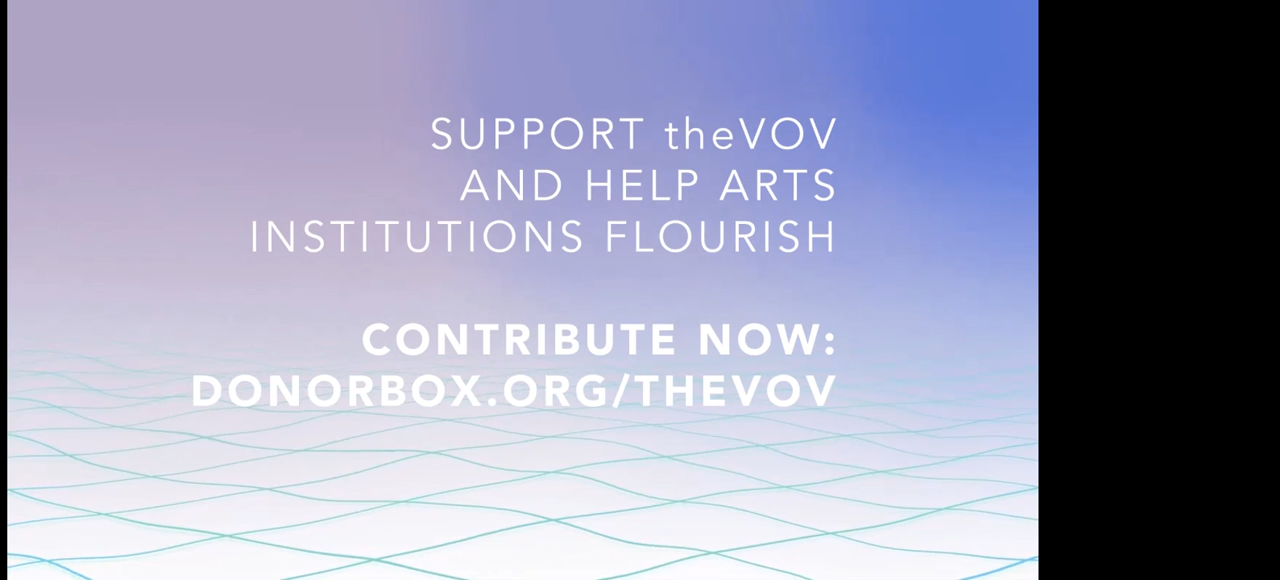 SUPPORT theVOV
AND HELP ARTS
INSTITUTIONS FLOURISH
CONTRIBUTE NOW:
DONORBOX.ORG/THEVOV